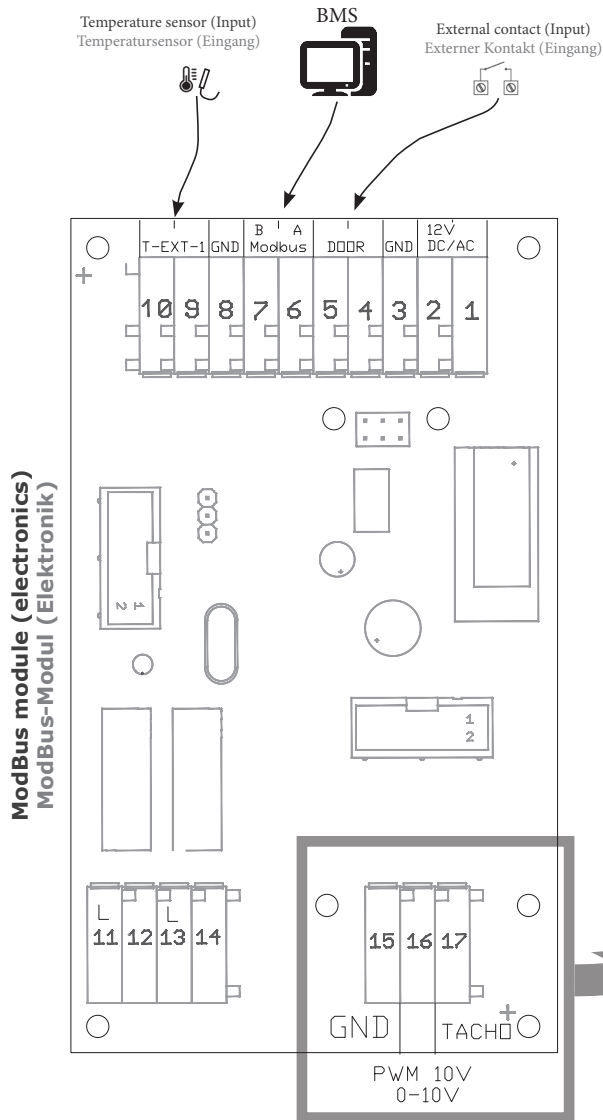 Temperature sensor (Input)
Temperatursensor (Eingang)
BMS
External contact (Input)
Externer Kontakt (Eingang)
B A
12V
T-EXT-1 GND Modbus DOOR GND DC/AC
10 9 8 7 6 5 4 3 2 1
ModBus module (electronics)
ModBus-Modul (Elektronik)
2 1
1
2
L L
11 12 13 14
15 16 17
GND TACHO
PWM 10V
0-10V